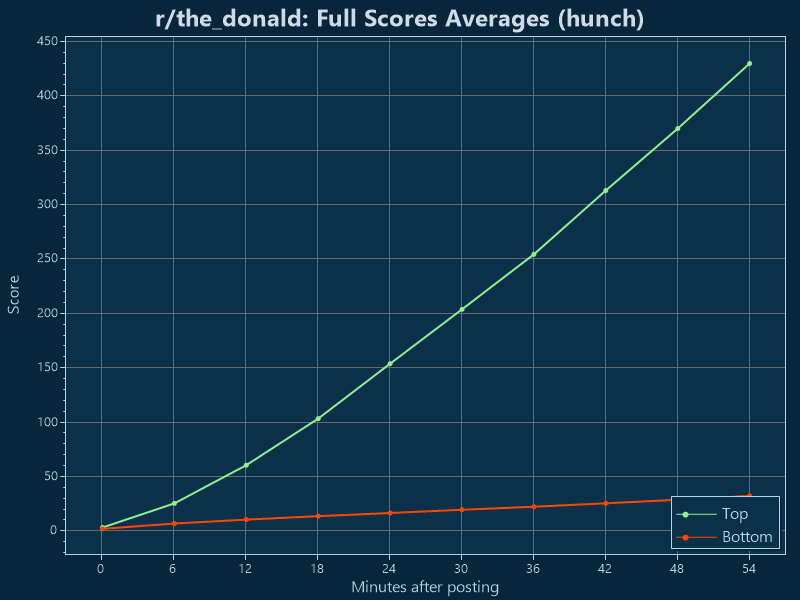 r/the_donald: Full Scores Averages (hunch)
450
400
350
300
250
200
150
100
50
0
Score
0 6 12 18 24 30 36 42 48 54
Minutes after posting
Top
Bottom